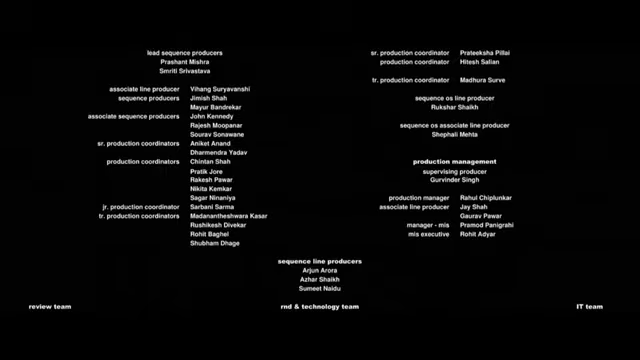 lead sequence producers
Prashant Mishra
Smriti Srivastava
associate line producer Vihang Suryavanshi
sequence producers Jimish Shah
Mayur Bandrekar
associate sequence producers John Kennedy
Rajesh Moopanar
Sourav Sonawane
sr. production coordinators Aniket Anand
Dharmendra Yadav
production coordinators Chintan Shah
Pratik Jore
Rakesh Pawar
Nikita Kemkar
Sagar Ninaniya
jr. production coordinator Sarbani Sarma
tr. production coordinators Madanantheshwara Kasar
Rushikesh Divekar
Rohit Baghel
Shubham Dhage
sr. production coordinator Prateeksha Pillai
production coordinator Hitesh Salian
tr. production coordinator Madhura Surve
sequence os line producer
Rukshar Shaikh
sequence os associate line producer
Shephali Mehta
production management
supervising producer
Gurvinder Singh
production manager Rahul Chiplunkar
associate line producer Jay Shah
Gaurav Pawar
manager - mis Pramod Panigrahi
mis executive Rohit Adyar
sequence line producers
Arjun Arora
Azhar Shaikh
Sumeet Naidu
review team rnd & technology team IT team